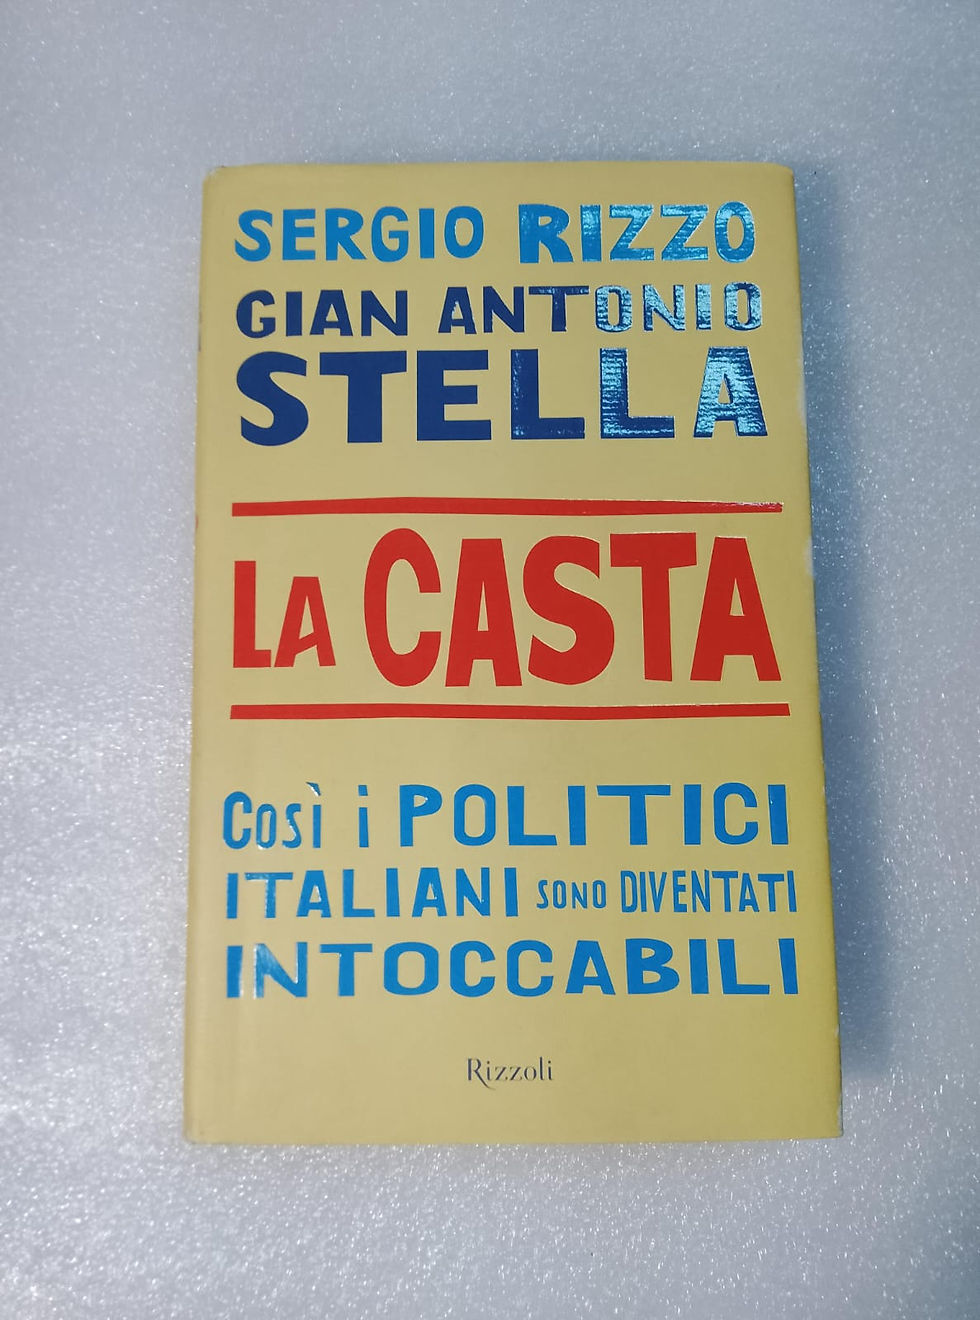 SERGIO RIZZO
GIAN ANTONIO
STELLA
LA CASTA
COSÌ i POLITICI
ITALIANI SONO DIVENTATI
INTOCCABILI
Rizzoli